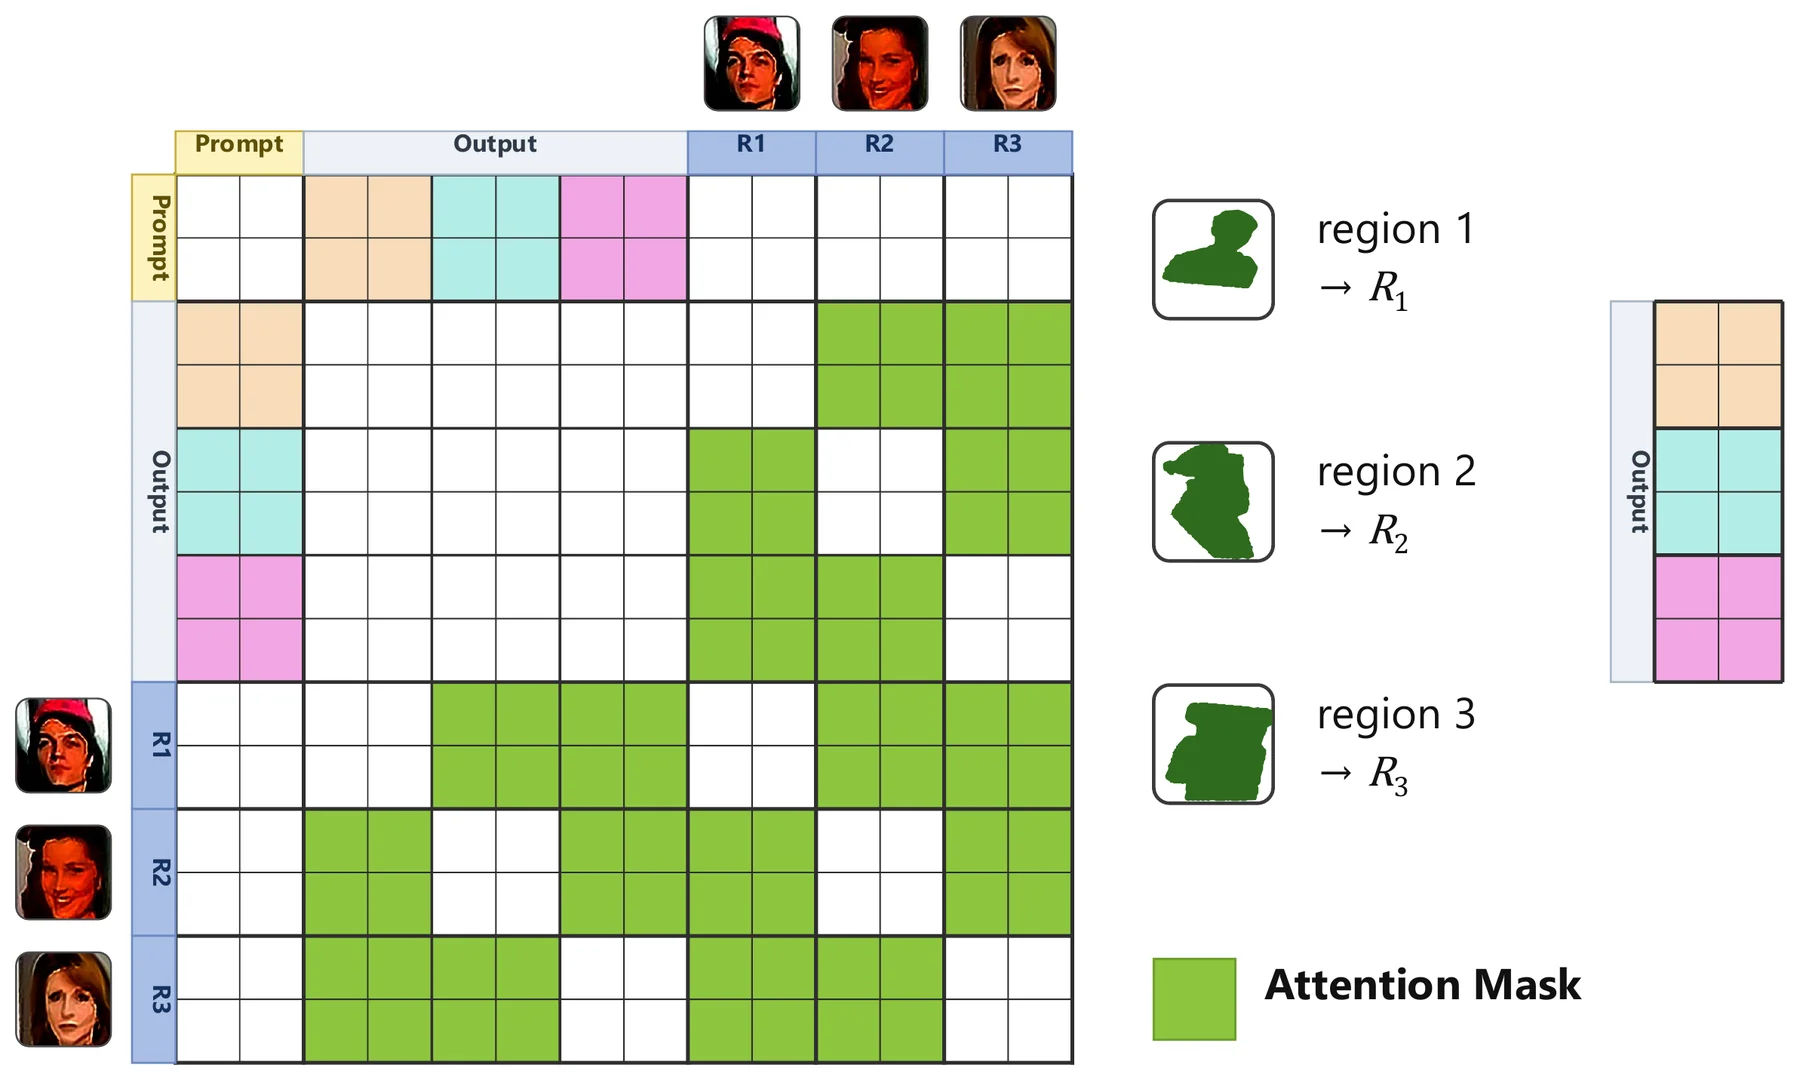 Prompt Output R1 R2 R3
Prompt
Output
R1
R2
R3
region 1
→ R1
region 2
→ R2
region 3
→ R3
Output
Attention Mask